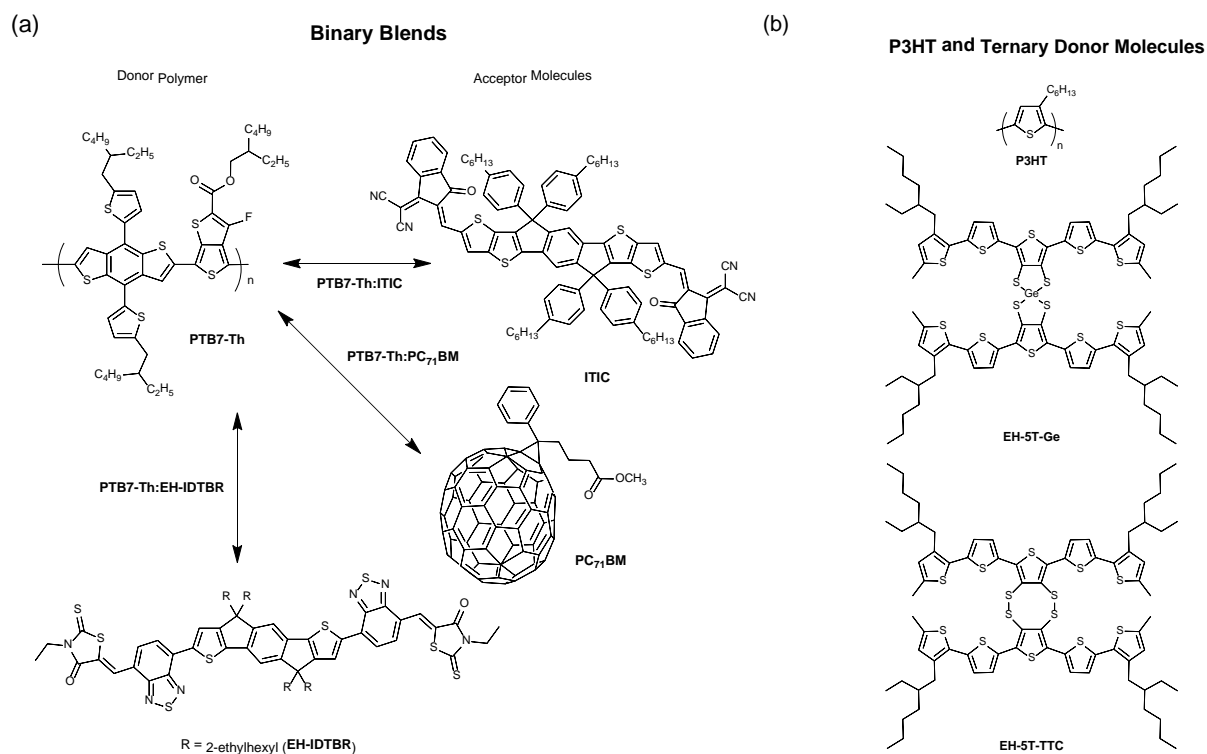 (a)
Binary Blends
Donor Polymer
Acceptor Molecules
C4H9
C2H5
C4H9
C2H5
O
O
S
S
F
S
S
S
S
n
S
C4H9
C2H5
PTB7-Th
PTB7-Th:ITIC
NC
CN
O
C6H13
C6H13
S
S
S
S
O
CN
CN
C6H13
C6H13
ITIC
PTB7-Th:PC71BM
O
OCH3
PC71BM
PTB7-Th:EH-IDTBR
S
N
S
O
N
S
N
S
R
R
S
R
R
N
S
N
O
S
N
S
R = 2-ethylhexyl (EH-IDTBR)
(b)
P3HT and Ternary Donor Molecules
C6H13
S
n
P3HT
S
S
S
S
S
S
S
Ge
S
S
S
S
S
S
S
EH-5T-Ge
S
S
S
S
S
S
S
S
S
S
S
S
S
S
EH-5T-TTC